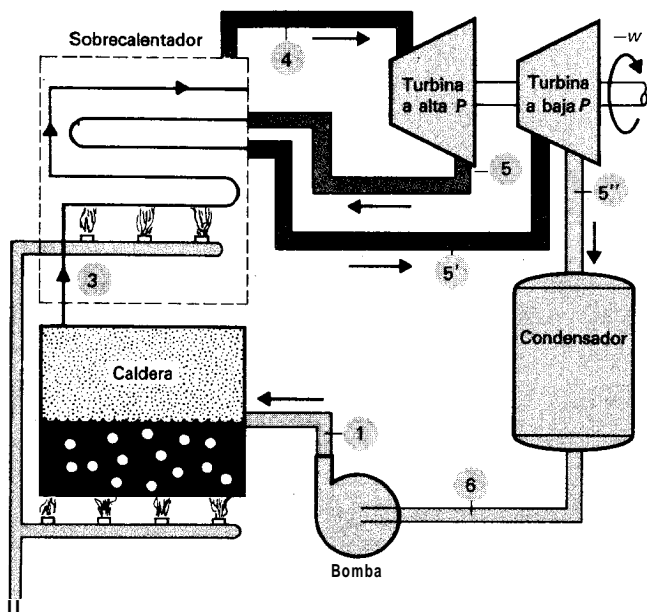 Sobrecalentador
4
Turbina
a alta P
Turbina
a baja P
−w
5
5''
5'
3
Caldera
Condensador
1
6
Bomba